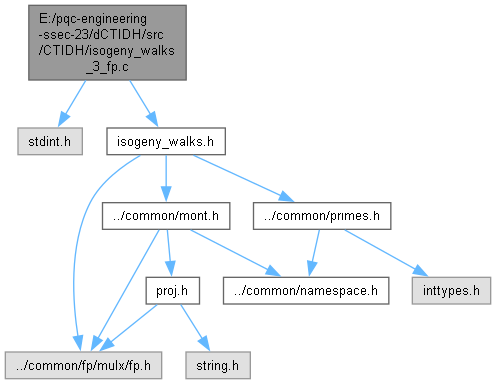 E:/pqc-engineering
-ssec-23/dCTIDH/src
/CTIDH/isogeny_walks
_3_fp.c
stdint.h
isogeny_walks.h
../common/mont.h
../common/primes.h
proj.h
../common/namespace.h
inttypes.h
../common/fp/mulx/fp.h
string.h